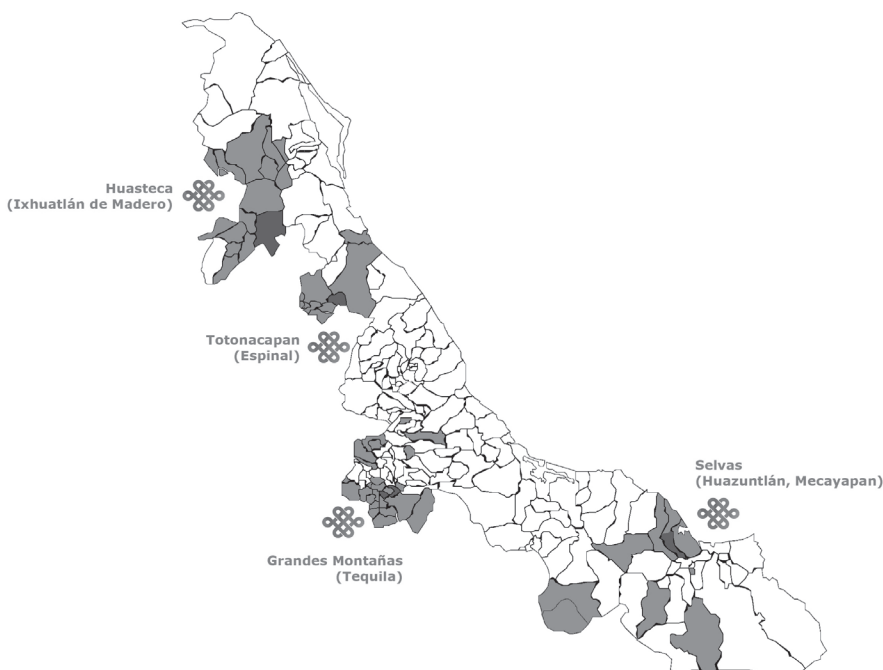 Huasteca
(Ixhuatlán de Madero)
Totonacapan
(Espinal)
Selvas
(Huazuntlán, Mecayapan)
Grandes Montañas
(Tequila)